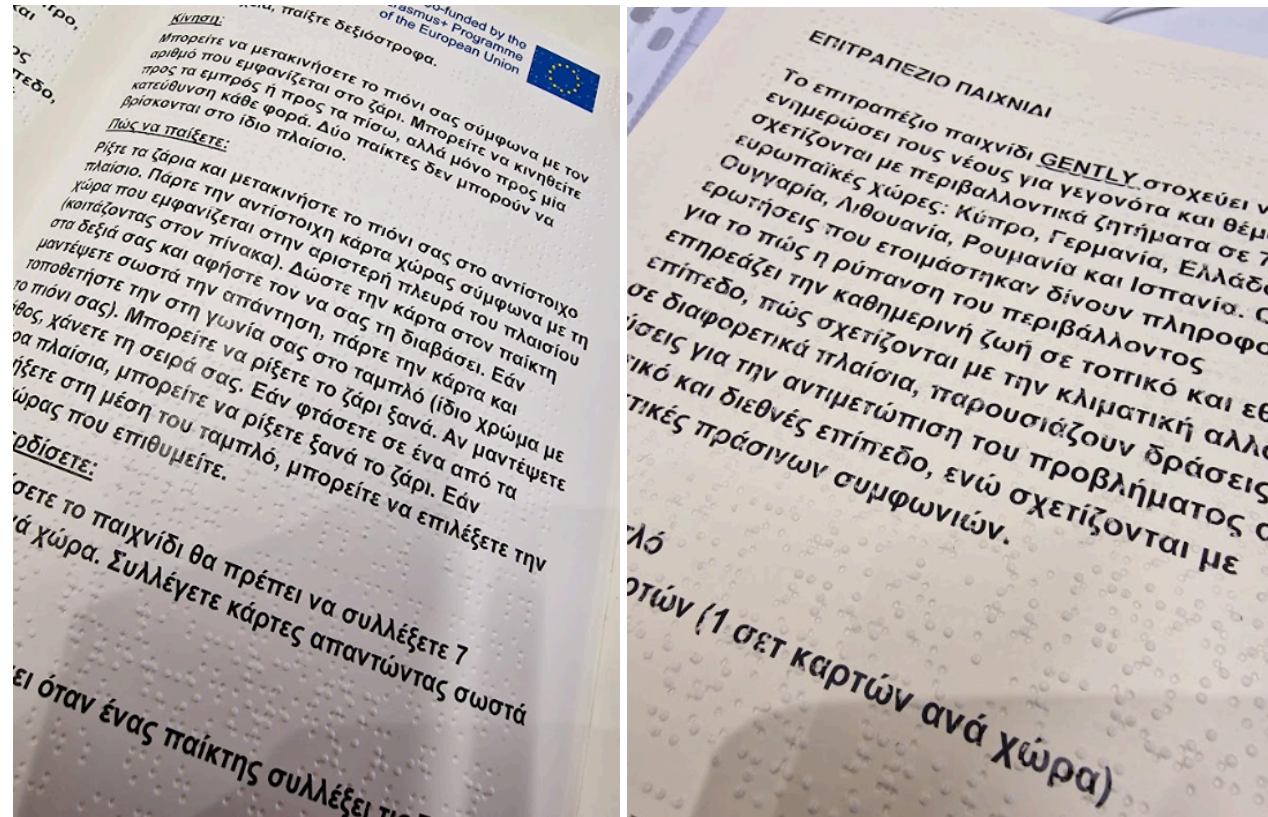 τρο,
και
ος
πεδο,
co-funded by the
Erasmus+ Programme
of the European Union
παίξτε δεξιόστροφα.
Κίνηση:
Μπορείτε να μετακινήσετε το πιόνι σας σύμφωνα με τον
αριθμό που εμφανίζεται στο ζάρι. Μπορείτε να κινηθείτε
προς τα εμπρός ή προς τα πίσω, αλλά μόνο προς μία
κατεύθυνση κάθε φορά. Δύο παίκτες δεν μπορούν να
βρίσκονται στο ίδιο πλαίσιο.
Πώς να παίξετε:
Ρίξτε τα ζάρια και μετακινήστε το πιόνι σας στο αντίστοιχο
πλαίσιο. Πάρτε την αντίστοιχη κάρτα χώρας σύμφωνα με τη
χώρα που εμφανίζεται στην αριστερή πλευρά του πλαισίου
(κοιτάζοντας στον πίνακα). Δώστε την κάρτα στον παίκτη
στα δεξιά σας και αφήστε τον να σας τη διαβάσει. Εάν
μαντέψετε σωστά την απάντηση, πάρτε την κάρτα και
τοποθετήστε την στη γωνία σας στο ταμπλό (ίδιο χρώμα με
το πιόνι σας). Μπορείτε να ρίξετε το ζάρι ξανά. Αν μαντέψετε
θος, χάνετε τη σειρά σας. Εάν φτάσετε σε ένα από τα
ρα πλαίσια, μπορείτε να ρίξετε ξανά το ζάρι. Εάν
ήξετε στη μέση του ταμπλό, μπορείτε να επιλέξετε την
ώρας που επιθυμείτε.
ρδίσετε:
σετε το παιχνίδι θα πρέπει να συλλέξετε 7
νά χώρα. Συλλέγετε κάρτες απαντώντας σωστά
ει όταν ένας παίκτης συλλέξει τις
ΕΠΙΤΡΑΠΕΖΙΟ ΠΑΙΧΝΙΔΙ
Το επιτραπέζιο παιχνίδι GENTLY στοχεύει ν
ενημερώσει τους νέους για γεγονότα και θέμ
σχετίζονται με περιβαλλοντικά ζητήματα σε 7
ευρωπαϊκές χώρες: Κύπρο, Γερμανία, Ελλάδ
Ουγγαρία, Λιθουανία, Ρουμανία και Ισπανία. Ο
ερωτήσεις που ετοιμάστηκαν δίνουν πληροφο
για το πώς η ρύπανση του περιβάλλοντος
επηρεάζει την καθημερινή ζωή σε τοπικό και εθ
επίπεδο, πώς σχετίζονται με την κλιματική αλλ
σε διαφορετικά πλαίσια, παρουσιάζουν δράσεις
ύσεις για την αντιμετώπιση του προβλήματος σ
ικό και διεθνές επίπεδο, ενώ σχετίζονται με
τικές πράσινων συμφωνιών.
λό
ρτών (1 σετ καρτών ανά χώρα)